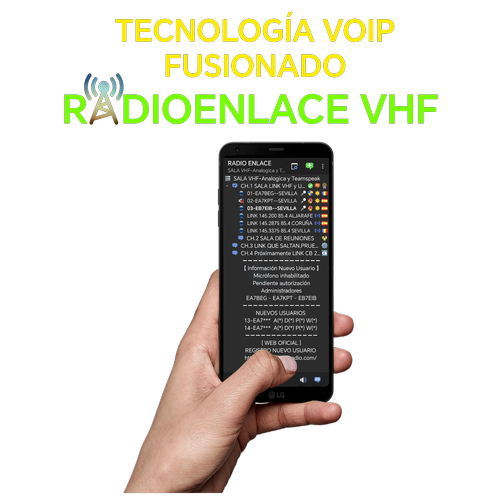 TECNOLOGÍA VOIP
FUSIONADO
RADIOENLACE VHF
RADIO ENLACE
SALA VHF-Analogica y T...
SALA VHF-Analogica y Teamspeak
CH.1 SALA LINK VHF y U...
01-EA7BEG--SEVILLA
02-EA7KPT--SEVILLA
03-EB7EIB--SEVILLA
LINK 145.200 85.4 ALJARAFE
LINK 145.2875 85.4 CORUÑA
LINK 145.3375 85.4 SEVILLA
CH.2 SALA DE REUNIONES
CH.3 LINK QUE SALTAN,PRUE...
CH.4 Próximamente LINK CB 2...
[ Información Nuevo Usuario ]
Micrófono inhabilitado
Pendiente autorización
Administradores
EA7BEG - EA7KPT - EB7EIB
NUEVOS USUARIOS
13-EA7*** A(*) D(*) P(*) W(*)
14-EA7*** A(*) D(*) P(*) W(*)
[ WEB OFICIAL ]
REGISTRO NUEVO USUARIO
LG